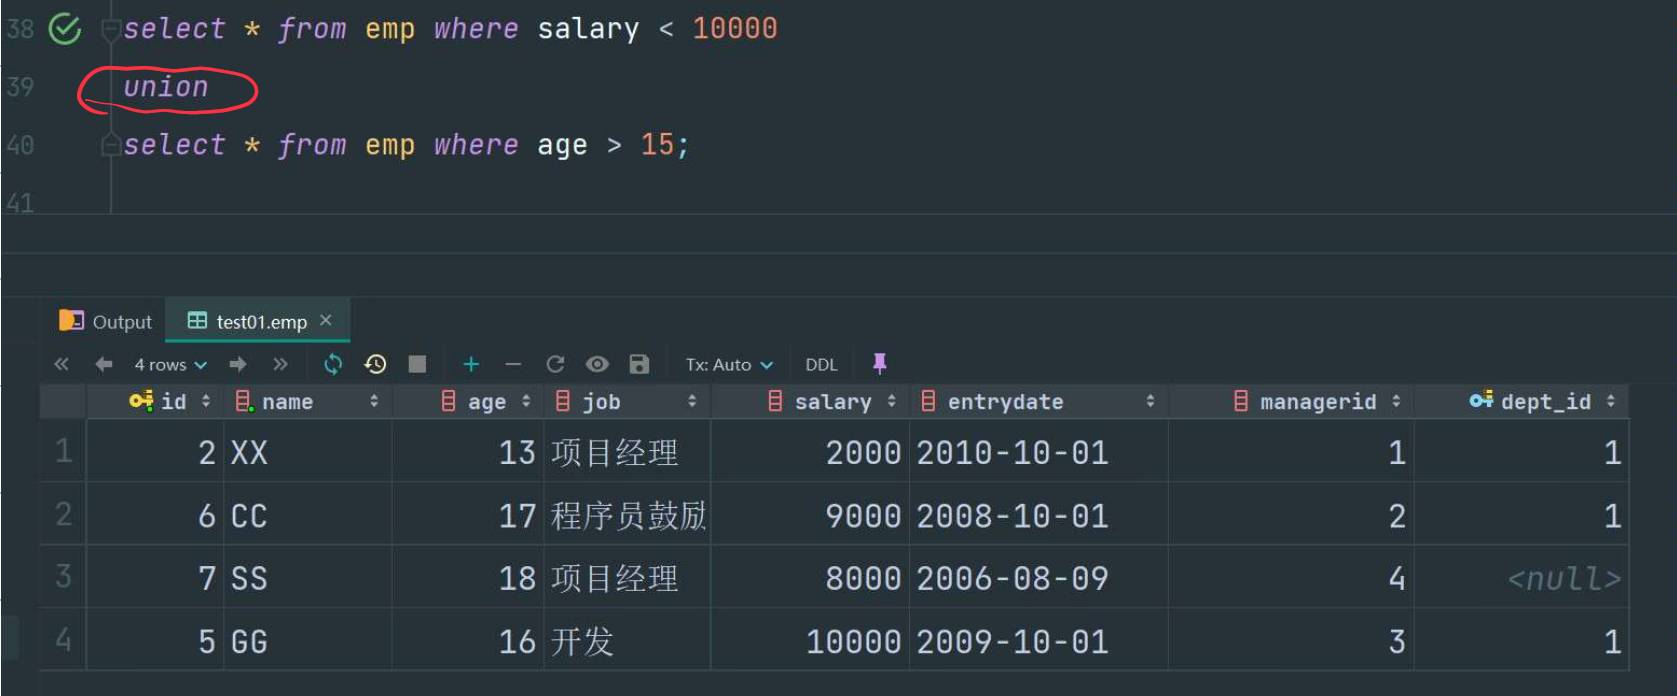 38 select * from emp where salary < 10000
39 union
40 select * from emp where age > 15;
41
Output test01.emp ×
4 rows Tx: Auto DDL
id name age job salary entrydate managerid dept_id
1 2 XX 13 项目经理 2000 2010-10-01 1 1
2 6 CC 17 程序员鼓励 9000 2008-10-01 2 1
3 7 SS 18 项目经理 8000 2006-08-09 4 <null>
4 5 GG 16 开发 10000 2009-10-01 3 1